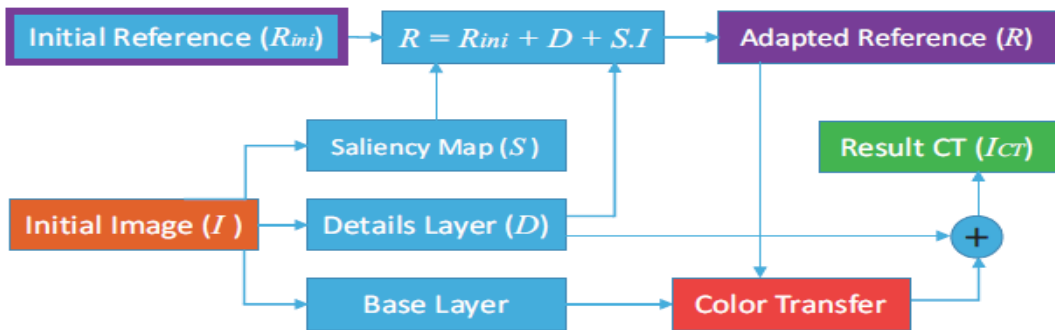 Initial Reference (Rini)
R = Rini + D + S.I
Adapted Reference (R)
Saliency Map (S)
Result CT (ICT)
Initial Image (I )
Details Layer (D)
+
Base Layer
Color Transfer